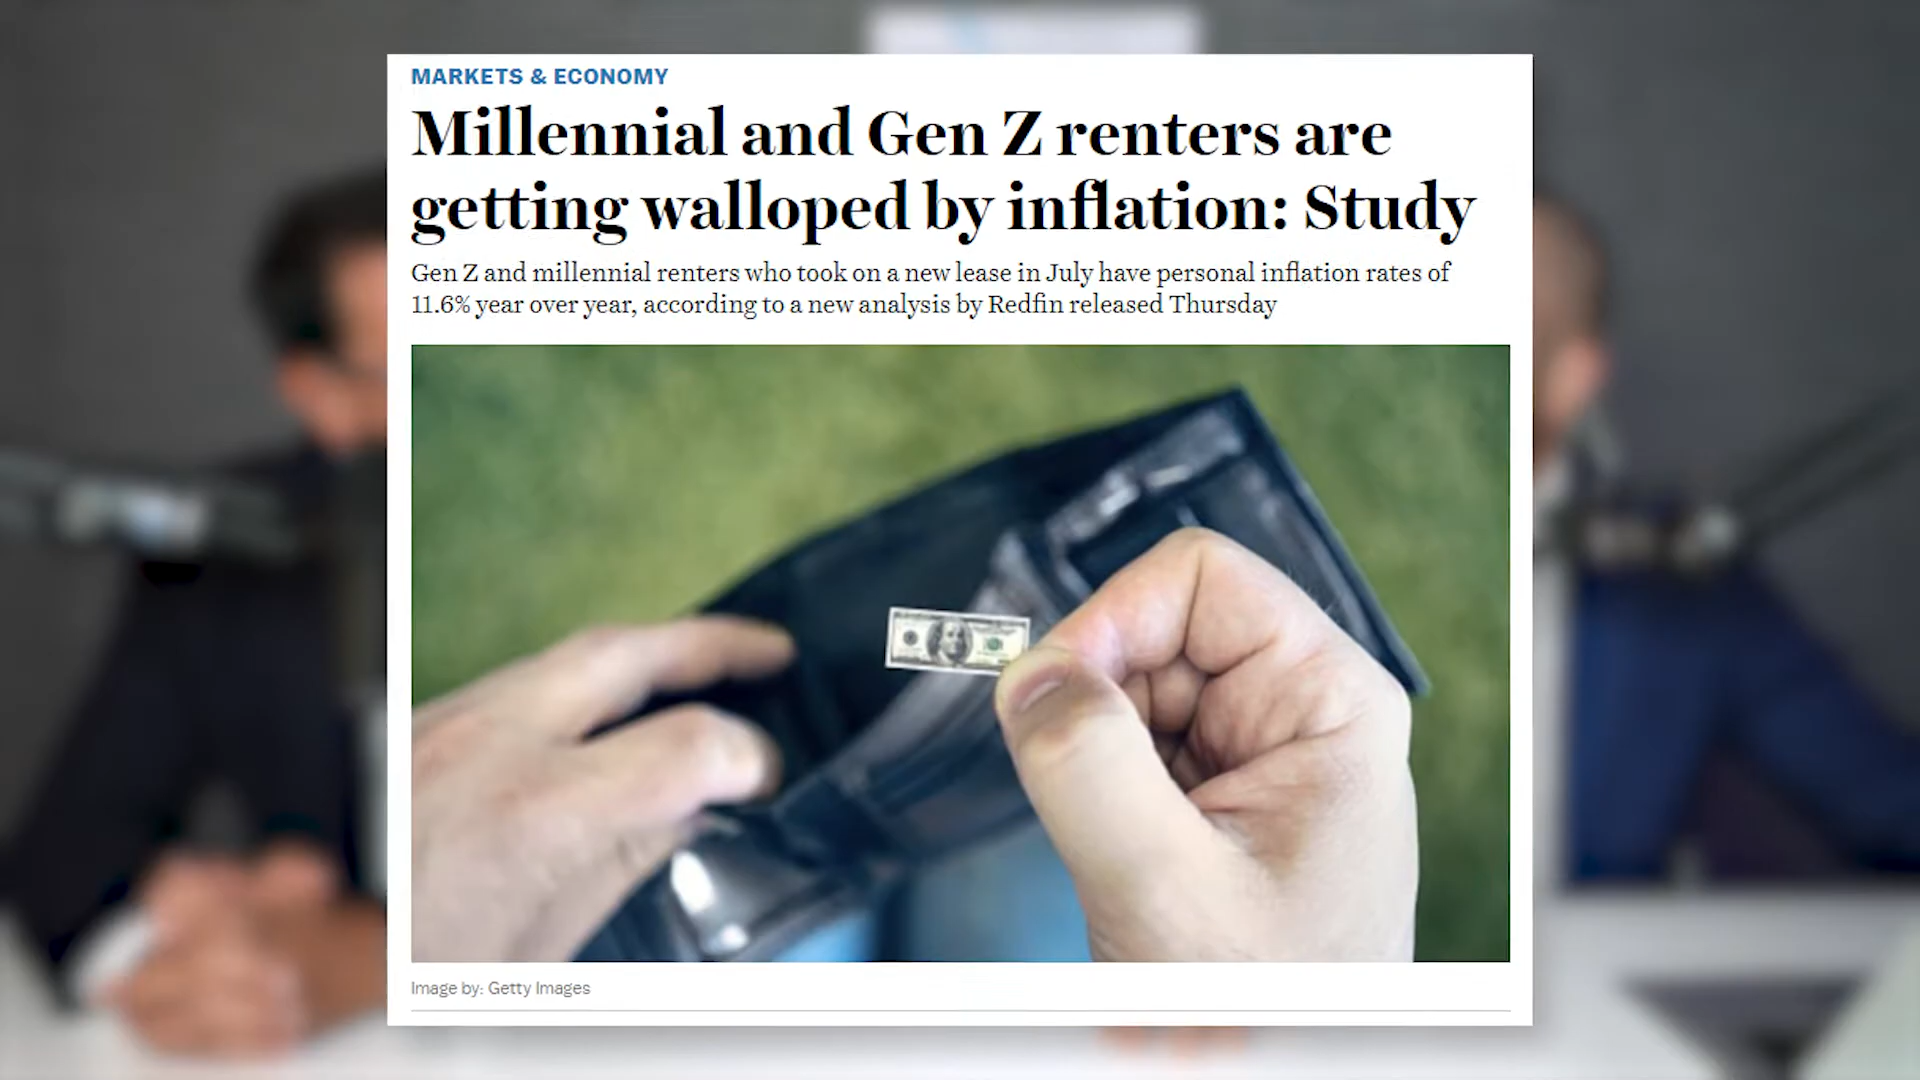 MARKETS & ECONOMY
Millennial and Gen Z renters are
getting walloped by inflation: Study
Gen Z and millennial renters who took on a new lease in July have personal inflation rates of
11.6% year over year, according to a new analysis by Redfin released Thursday
Image by: Getty Images